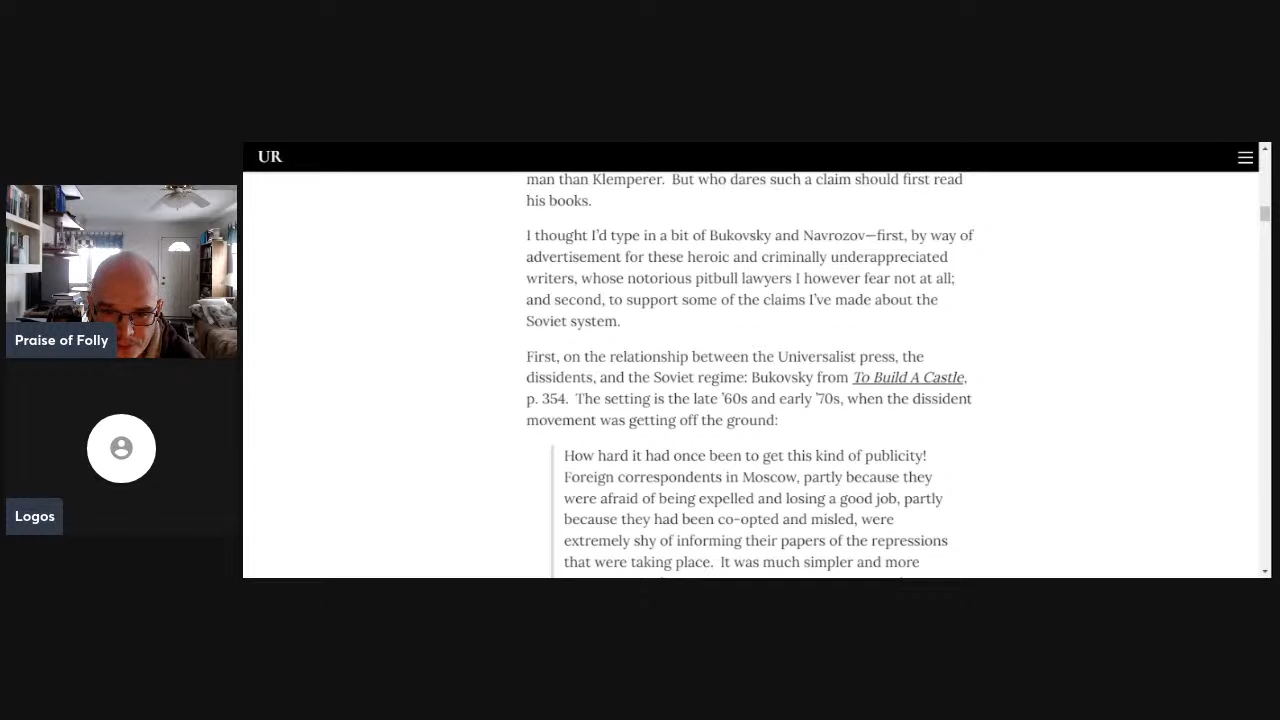 UR
man than Klemperer.  But who dares such a claim should first read
his books.
I thought I’d type in a bit of Bukovsky and Navrozov—first, by way of
advertisement for these heroic and criminally underappreciated
writers, whose notorious pitbull lawyers I however fear not at all;
and second, to support some of the claims I’ve made about the
Soviet system.
First, on the relationship between the Universalist press, the
dissidents, and the Soviet regime: Bukovsky from To Build A Castle,
p. 354.  The setting is the late ’60s and early ’70s, when the dissident
movement was getting off the ground:
How hard it had once been to get this kind of publicity!
Foreign correspondents in Moscow, partly because they
were afraid of being expelled and losing a good job, partly
because they had been co-opted and misled, were
extremely shy of informing their papers of the repressions
that were taking place.  It was much simpler and more
Praise of Folly
Logos